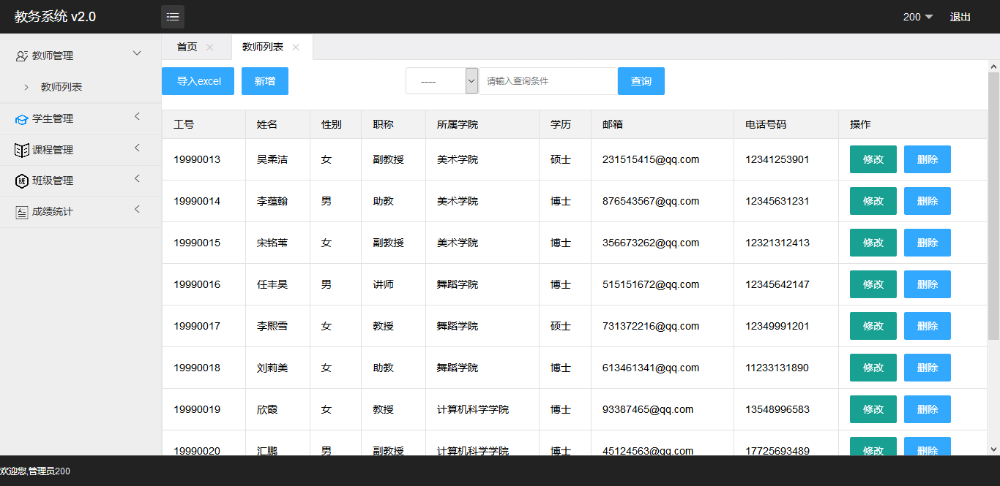 教务系统 v2.0
200 退出
首页 教师列表
教师管理
教师列表
学生管理
课程管理
班 班级管理
成绩统计
导入excel 新增 ---- 请输入查询条件 查询
工号 姓名 性别 职称 所属学院 学历 邮箱 电话号码 操作
19990013 吴柔洁 女 副教授 美术学院 硕士 231515415@qq.com 12341253901 修改 删除
19990014 李蕴翰 男 助教 美术学院 博士 876543567@qq.com 12345631231 修改 删除
19990015 宋铭苇 女 副教授 美术学院 博士 356673262@qq.com 12321312413 修改 删除
19990016 任丰昊 男 讲师 舞蹈学院 博士 515151672@qq.com 12345642147 修改 删除
19990017 李熙雪 女 教授 舞蹈学院 硕士 731372216@qq.com 12349991201 修改 删除
19990018 刘莉美 女 助教 舞蹈学院 博士 613461341@qq.com 11233131890 修改 删除
19990019 欣霞 女 教授 计算机科学学院 博士 93387465@qq.com 13548996583 修改 删除
19990020 汇鹏 男 副教授 计算机科学学院 博士 45124563@qq.com 17725693489 修改 删除
欢迎您,管理员200